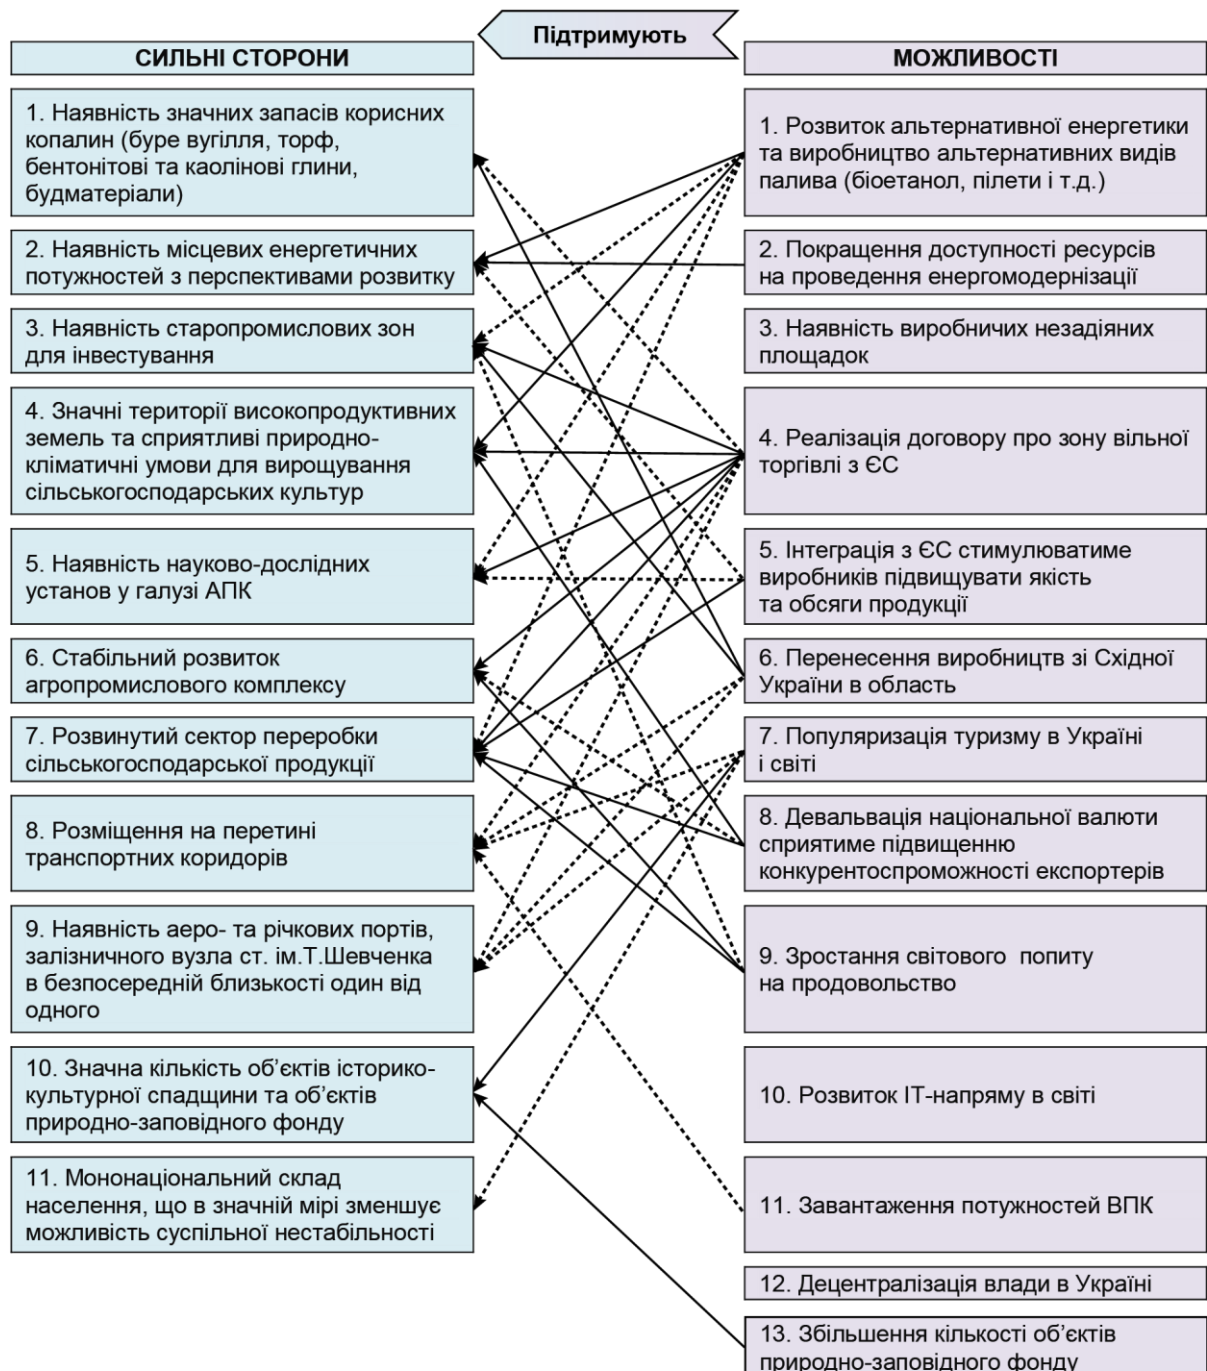 Підтримують
СИЛЬНІ СТОРОНИ
1. Наявність значних запасів корисних
копалин (буре вугілля, торф,
бентонітові та каолінові глини,
будматеріали)
2. Наявність місцевих енергетичних
потужностей з перспективами розвитку
3. Наявність старопромислових зон
для інвестування
4. Значні території високопродуктивних
земель та сприятливі природно-
кліматичні умови для вирощування
сільськогосподарських культур
5. Наявність науково-дослідних
установ у галузі АПК
6. Стабільний розвиток
агропромислового комплексу
7. Розвинутий сектор переробки
сільськогосподарської продукції
8. Розміщення на перетині
транспортних коридорів
9. Наявність аеро- та річкових портів,
залізничного вузла ст. ім.Т.Шевченка
в безпосередній близькості один від
одного
10. Значна кількість об’єктів історико-
культурної спадщини та об’єктів
природно-заповідного фонду
11. Мононаціональний склад
населення, що в значній мірі зменшує
можливість суспільної нестабільності
МОЖЛИВОСТІ
1. Розвиток альтернативної енергетики
та виробництво альтернативних видів
палива (біоетанол, пілети і т.д.)
2. Покращення доступності ресурсів
на проведення енергомодернізації
3. Наявність виробничих незадіяних
площадок
4. Реалізація договору про зону вільної
торгівлі з ЄС
5. Інтеграція з ЄС стимулюватиме
виробників підвищувати якість
та обсяги продукції
6. Перенесення виробництв зі Східної
України в область
7. Популяризація туризму в Україні
і світі
8. Девальвація національної валюти
сприятиме підвищенню
конкурентоспроможності експортерів
9. Зростання світового попиту
на продовольство
10. Розвиток ІТ-напряму в світі
11. Завантаження потужностей ВПК
12. Децентралізація влади в Україні
13. Збільшення кількості об’єктів
природно-заповідного фонду